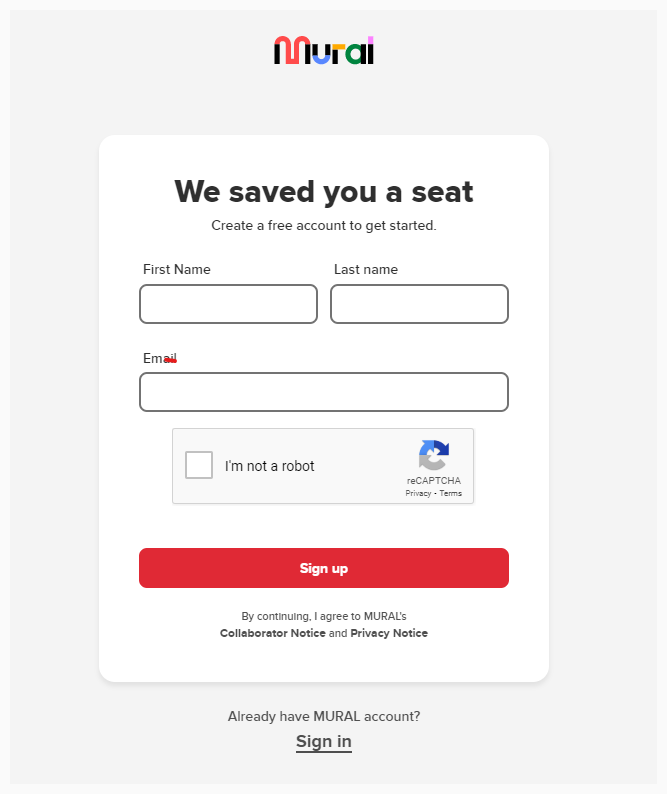 mural
We saved you a seat
Create a free account to get started.
First Name Last name
Email
I'm not a robot
reCAPTCHA
Privacy - Terms
Sign up
By continuing, I agree to MURAL's
Collaborator Notice and Privacy Notice
Already have MURAL account?
Sign in